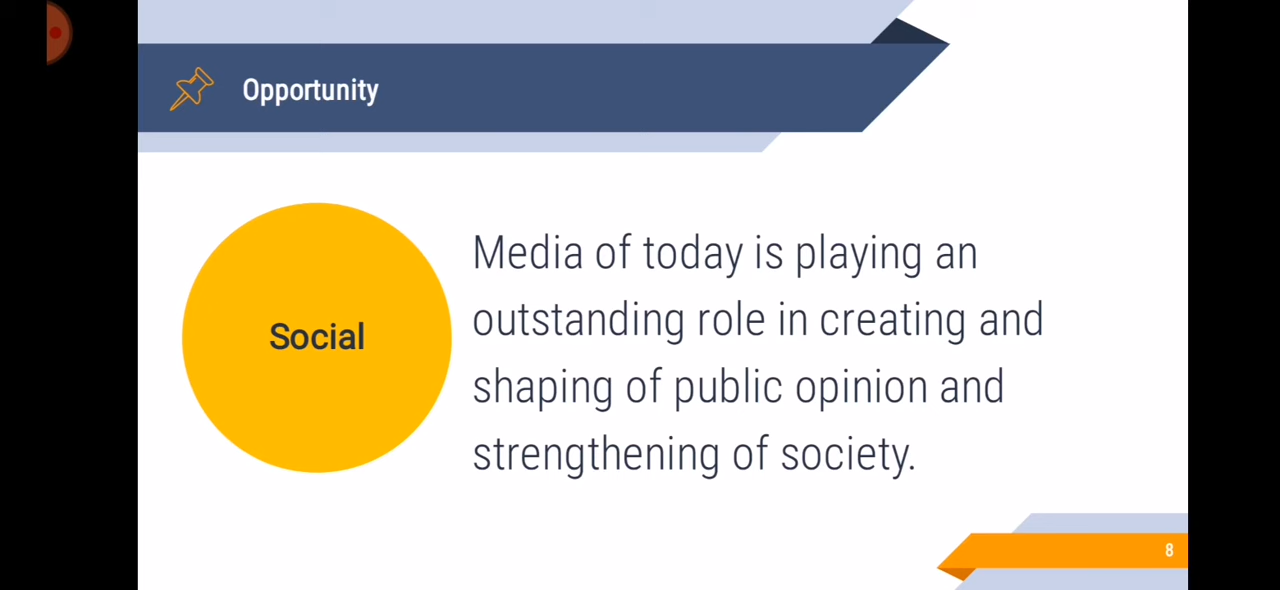 Opportunity
Social
Media of today is playing an
outstanding role in creating and
shaping of public opinion and
strengthening of society.
8